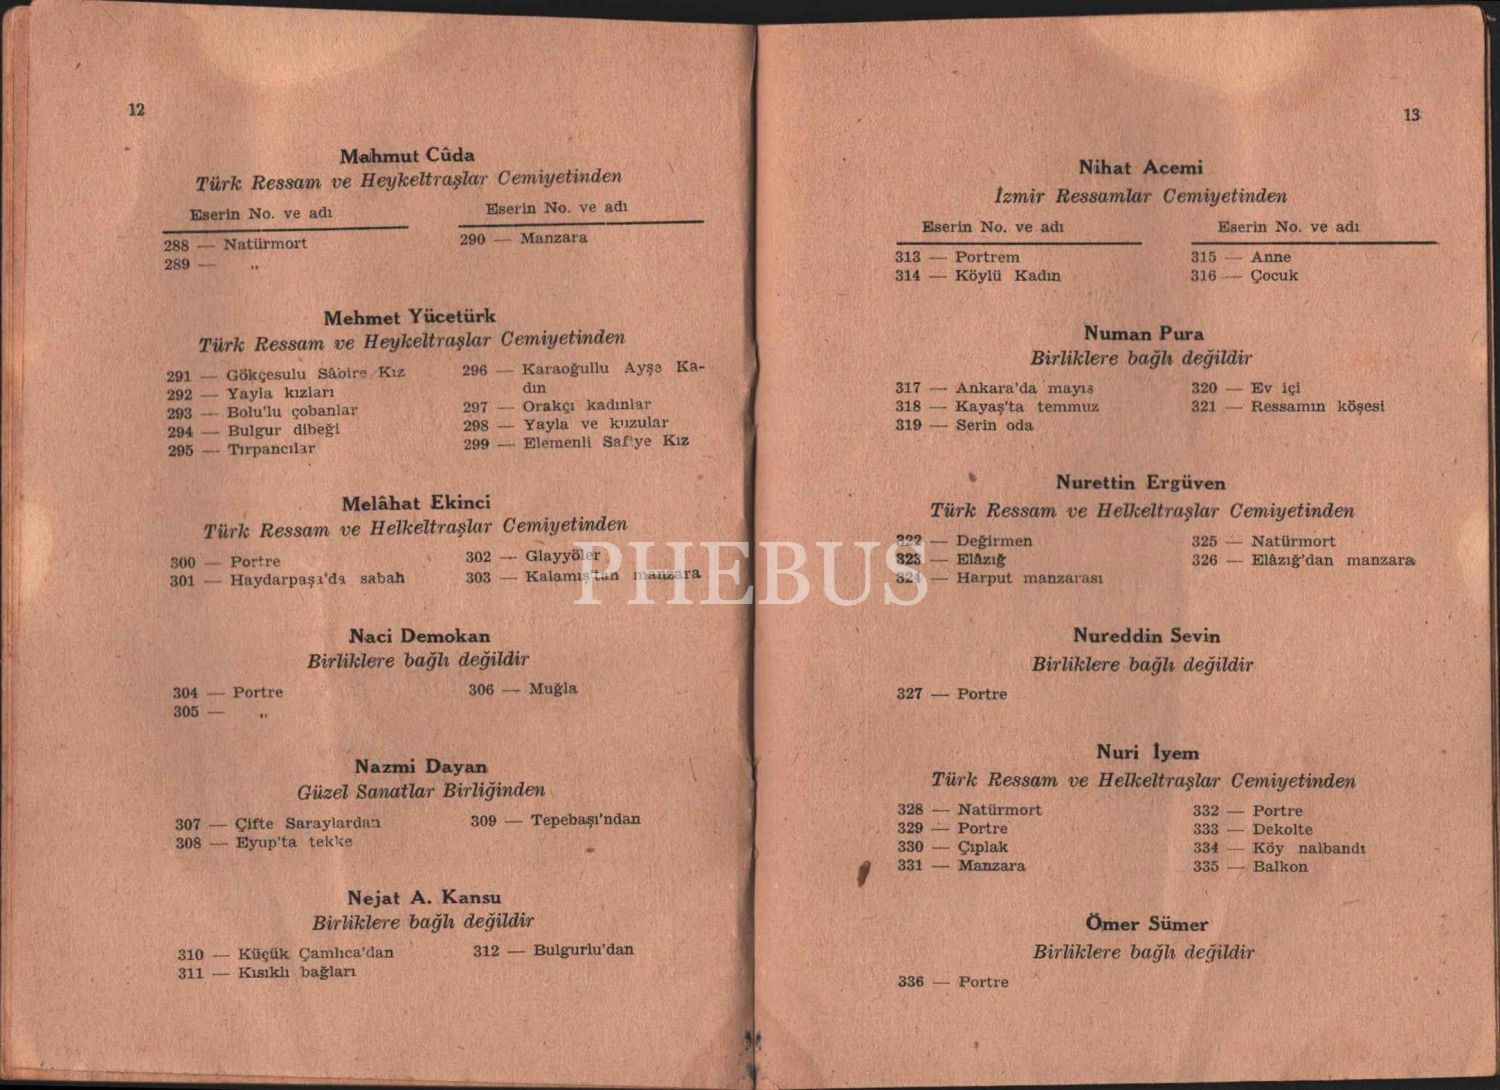 12
Mahmut Cûda
Türk Ressam ve Heykeltraşlar Cemiyetinden
Eserin No. ve adı
288 — Natürmort
289 — „
Eserin No. ve adı
290 — Manzara
Mehmet Yücetürk
Türk Ressam ve Heykeltraşlar Cemiyetinden
291 — Gökçesulu Sâbire Kız
292 — Yayla kızları
293 — Bolu'lu çobanlar
294 — Bulgur dibeği
295 — Tırpancılar
296 — Karaoğullu Ayşe Ka-
dın
297 — Orakçı kadınlar
298 — Yayla ve kuzular
299 — Elemenli Saf'ye Kız
Melâhat Ekinci
Türk Ressam ve Helkeltraşlar Cemiyetinden
300 — Portre
301 — Haydarpaşa'da sabah
302 — Glayyöler
303 — Kalamış'tan manzara
Naci Demokan
Birliklere bağlı değildir
304 — Portre
305 — „
306 — Muğla
Nazmi Dayan
Güzel Sanatlar Birliğinden
307 — Çifte Saraylardan
308 — Eyup'ta tekke
309 — Tepebaşı'ndan
Nejat A. Kansu
Birliklere bağlı değildir
310 — Küçük Çamlıca'dan
311 — Kısıklı bağları
312 — Bulgurlu'dan
13
Nihat Acemi
İzmir Ressamlar Cemiyetinden
Eserin No. ve adı
313 — Portrem
314 — Köylü Kadın
Eserin No. ve adı
315 — Anne
316 — Çocuk
Numan Pura
Birliklere bağlı değildir
317 — Ankara'da mayıs
318 — Kayaş'ta temmuz
319 — Serin oda
320 — Ev içi
321 — Ressamın köşesi
Nurettin Ergüven
Türk Ressam ve Helkeltraşlar Cemiyetinden
322 — Değirmen
323 — Elâzığ
324 — Harput manzarası
325 — Natürmort
326 — Elâzığ'dan manzara
Nureddin Sevin
Birliklere bağlı değildir
327 — Portre
Nuri İyem
Türk Ressam ve Helkeltraşlar Cemiyetinden
328 — Natürmort
329 — Portre
330 — Çıplak
331 — Manzara
332 — Portre
333 — Dekolte
334 — Köy nalbandı
335 — Balkon
Ömer Sümer
Birliklere bağlı değildir
336 — Portre
PHEBUS